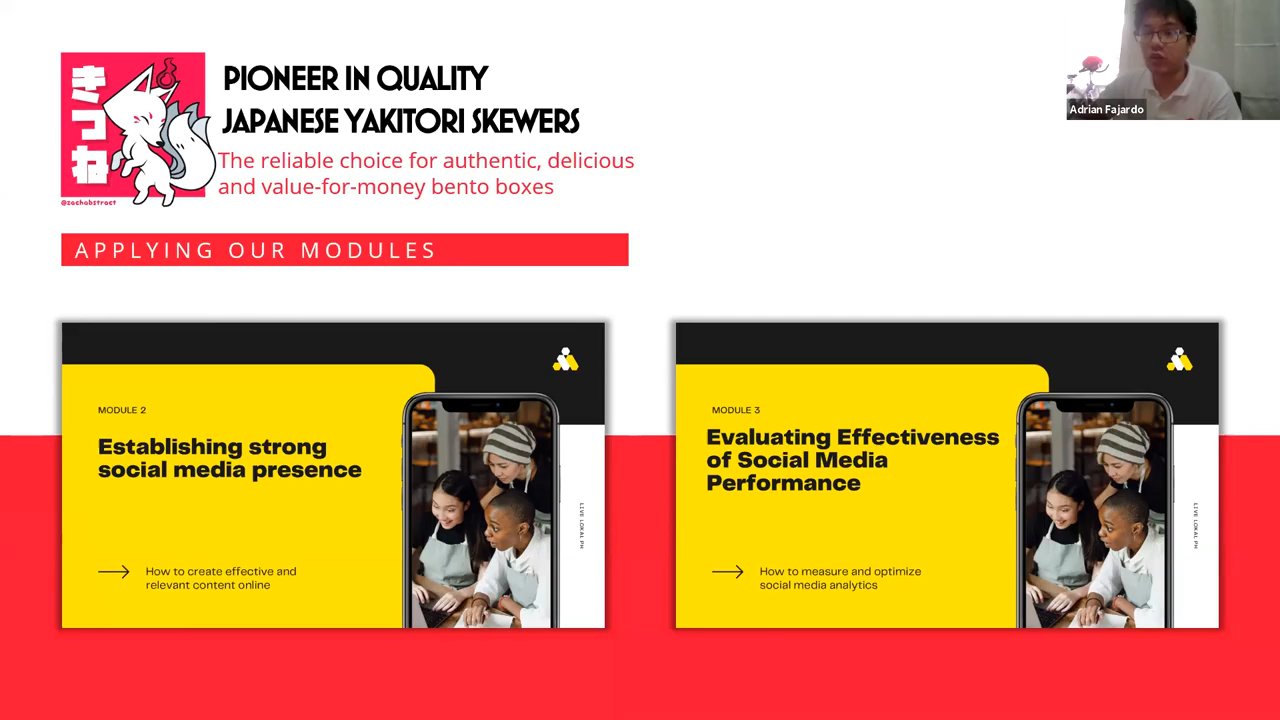 きつね
@zachabstract
PIONEER IN QUALITY
JAPANESE YAKITORI SKEWERS
The reliable choice for authentic, delicious
and value-for-money bento boxes
Adrian Fajardo
APPLYING OUR MODULES
MODULE 2
Establishing strong
social media presence
How to create effective and
relevant content online
LIVE LOKAL PH
MODULE 3
Evaluating Effectiveness
of Social Media
Performance
How to measure and optimize
social media analytics
LIVE LOKAL PH